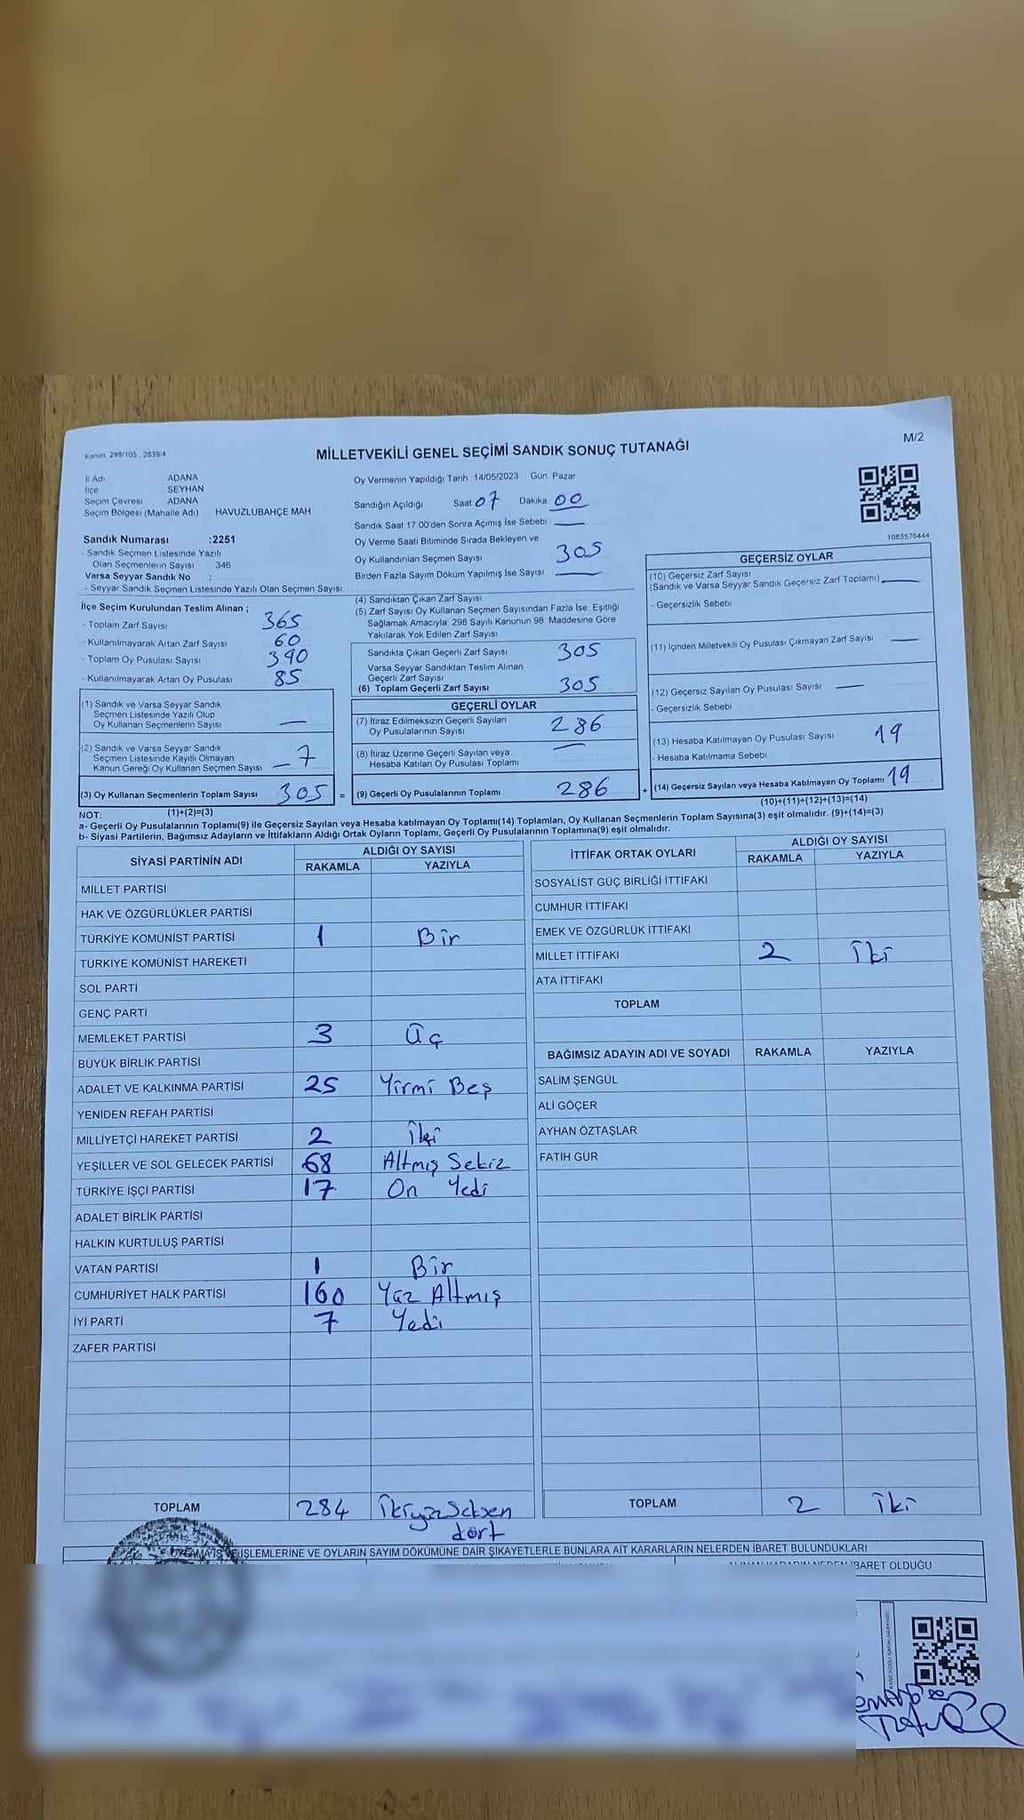 Kanun, 298/105 , 2839/4
MİLLETVEKİLİ GENEL SEÇİMİ SANDIK SONUÇ TUTANAĞI
M/2
İl Adı ADANA
İlçe SEYHAN
Seçim Çevresi ADANA
Seçim Bölgesi (Mahalle Adı) HAVUZLUBAHÇE MAH
Sandık Numarası :2251
- Sandık Seçmen Listesinde Yazılı
Olan Seçmenlerin Sayısı 346
Varsa Seyyar Sandık No :
- Seyyar Sandık Seçmen Listesinde Yazılı Olan Seçmen Sayısı
Oy Vermenin Yapıldığı Tarih 14/05/2023 Gün Pazar
Sandığın Açıldığı Saat 07 Dakika 00
Sandık Saat 17.00'den Sonra Açımış İse Sebebi —
Oy Verme Saati Bitiminde Sırada Bekleyen ve
Oy Kullandırılan Seçmen Sayısı 305
Birden Fazla Sayım Döküm Yapılmış İse Sayısı —
1083576444
İlçe Seçim Kurulundan Teslim Alınan ;
- Toplam Zarf Sayısı 365
- Kullanılmayarak Artan Zarf Sayısı 60
- Toplam Oy Pusulası Sayısı 390
- Kullanılmayarak Artan Oy Pusulası 85
(1) Sandık ve Varsa Seyyar Sandık
Seçmen Listesinde Yazılı Olup
Oy Kullanan Seçmenlerin Sayısı —
(2) Sandık ve Varsa Seyyar Sandık
Seçmen Listesinde Kayıtlı Olmayan
Kanun Gereği Oy Kullanan Seçmen Sayısı — 7
(3) Oy Kullanan Seçmenlerin Toplam Sayısı 305 =
(1)+(2)=(3)
(4) Sandıktan Çıkan Zarf Sayısı
(5) Zarf Sayısı Oy Kullanan Seçmen Sayısından Fazla İse, Eşitliği
Sağlamak Amacıyla, 298 Sayılı Kanunun 98. Maddesine Göre
Yakılarak Yok Edilen Zarf Sayısı
Sandıkta Çıkan Geçerli Zarf Sayısı 305
Varsa Seyyar Sandıktan Teslim Alınan
Geçerli Zarf Sayısı
(6) Toplam Geçerli Zarf Sayısı 305
GEÇERLİ OYLAR
(7) İtiraz Edilmeksizin Geçerli Sayılan
Oy Pusulalarının Sayısı 286
(8) İtiraz Üzerine Geçerli Sayılan veya
Hesaba Katılan Oy Pusulası Toplamı —
(9) Geçerli Oy Pusulalarının Toplamı 286 +
GEÇERSİZ OYLAR
(10) Geçersiz Zarf Sayısı
(Sandık ve Varsa Seyyar Sandık Geçersiz Zarf Toplamı) —
- Geçersizlik Sebebi
(11) İçinden Milletvekili Oy Pusulası Çıkmayan Zarf Sayısı —
(12) Geçersiz Sayılan Oy Pusulası Sayısı —
- Geçersizlik Sebebi
(13) Hesaba Katılmayan Oy Pusulası Sayısı 19
- Hesaba Katılmama Sebebi
(14) Geçersiz Sayılan veya Hesaba Katılmayan Oy Toplamı 19
(10)+(11)+(12)+(13)=(14)
NOT:
a- Geçerli Oy Pusulalarının Toplamı(9) ile Geçersiz Sayılan veya Hesaba katılmayan Oy Toplamı(14) Toplamları, Oy Kullanan Seçmenlerin Toplam Sayısına(3) eşit olmalıdır. (9)+(14)=(3)
b- Siyasi Partilerin, Bağımsız Adayların ve İttifakların Aldığı Ortak Oyların Toplamı, Geçerli Oy Pusulalarının Toplamına(9) eşit olmalıdır.
SİYASİ PARTİNİN ADI ALDIĞI OY SAYISI
RAKAMLA YAZIYLA
MİLLET PARTİSİ
HAK VE ÖZGÜRLÜKLER PARTİSİ
TÜRKİYE KOMÜNİST PARTİSİ 1 Bir
TÜRKİYE KOMÜNİST HAREKETİ
SOL PARTİ
GENÇ PARTİ
MEMLEKET PARTİSİ 3 Üç
BÜYÜK BİRLİK PARTİSİ
ADALET VE KALKINMA PARTİSİ 25 Yirmi Beş
YENİDEN REFAH PARTİSİ
MİLLİYETÇİ HAREKET PARTİSİ 2 İki
YEŞİLLER VE SOL GELECEK PARTİSİ 68 Altmış Sekiz
TÜRKİYE İŞÇİ PARTİSİ 17 On Yedi
ADALET BİRLİK PARTİSİ
HALKIN KURTULUŞ PARTİSİ
VATAN PARTİSİ 1 Bir
CUMHURİYET HALK PARTİSİ 160 Yüz Altmış
İYİ PARTİ 7 Yedi
ZAFER PARTİSİ
TOPLAM 284 İkiyüzseksen
dört
İTTİFAK ORTAK OYLARI ALDIĞI OY SAYISI
RAKAMLA YAZIYLA
SOSYALİST GÜÇ BİRLİĞİ İTTİFAKI
CUMHUR İTTİFAKI
EMEK VE ÖZGÜRLÜK İTTİFAKI
MİLLET İTTİFAKI 2 İki
ATA İTTİFAKI
TOPLAM
BAĞIMSIZ ADAYIN ADI VE SOYADI RAKAMLA YAZIYLA
SALİM ŞENGÜL
ALİ GÖÇER
AYHAN ÖZTAŞLAR
FATİH GÜR
TOPLAM 2 İki
İŞLEMLERİNE VE OYLARIN SAYIM DÖKÜMÜNE DAİR ŞİKAYETLERLE BUNLARA AİT KARARLARIN NELERDEN İBARET BULUNDUKLARI
İBARET OLDUĞU